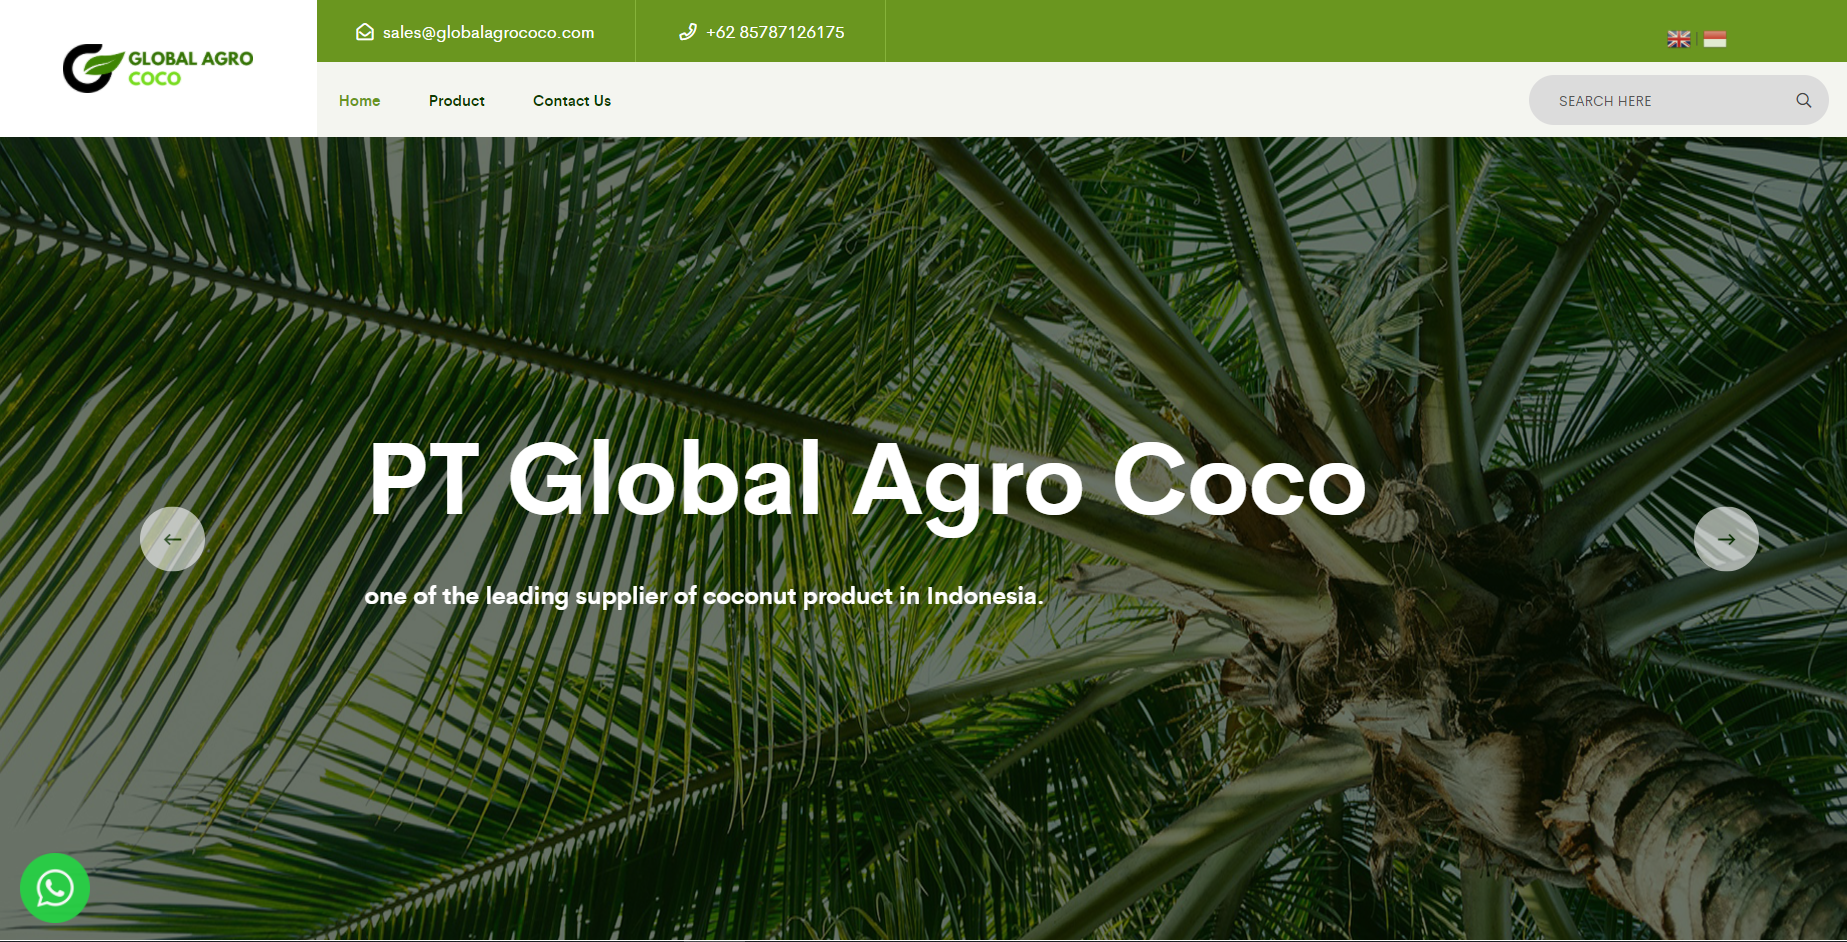 GLOBAL AGRO
COCO
sales@globalagrococo.com
+62 85787126175
Home
Product
Contact Us
SEARCH HERE
PT Global Agro Coco
one of the leading supplier of coconut product in Indonesia.